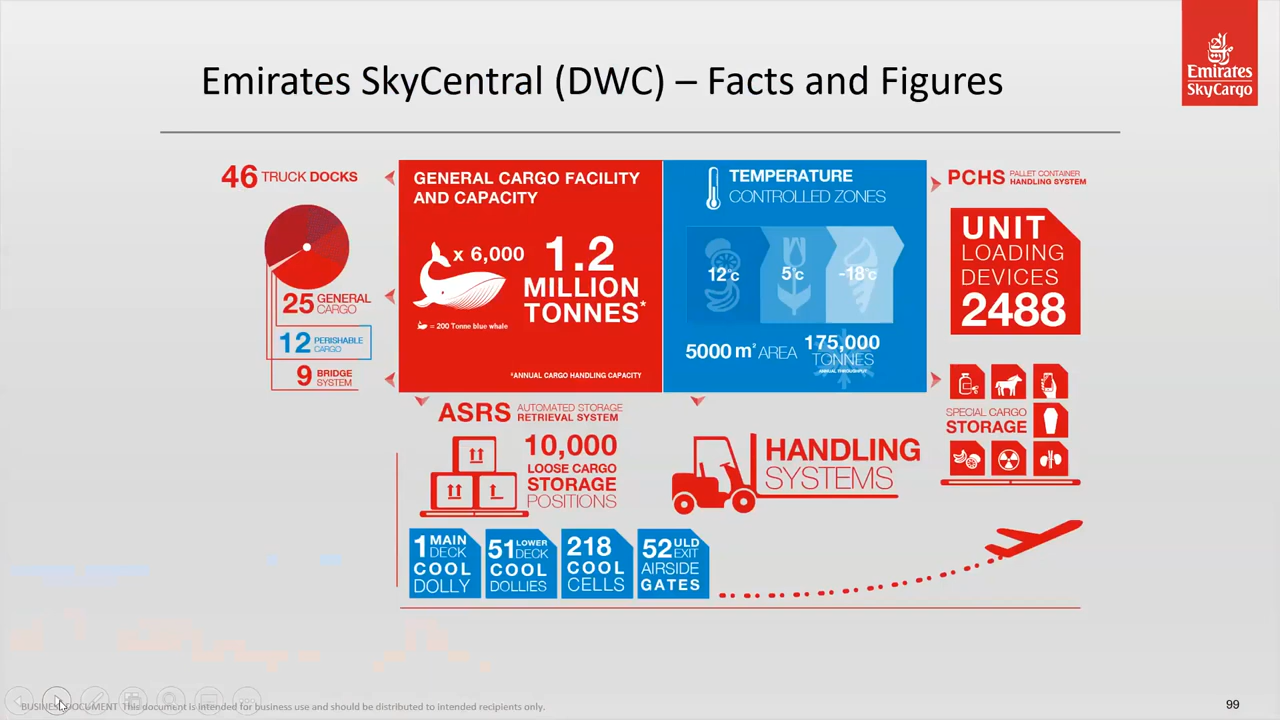 Emirates SkyCentral (DWC) – Facts and Figures
Emirates
SkyCargo
46 TRUCK DOCKS
25 GENERAL
CARGO
12 PERISHABLE
CARGO
9 BRIDGE
SYSTEM
GENERAL CARGO FACILITY
AND CAPACITY
x 6,000
1.2
MILLION
TONNES*
= 200 Tonne blue whale
*ANNUAL CARGO HANDLING CAPACITY
TEMPERATURE
CONTROLLED ZONES
12°c
5°c
-18°c
5000 m² AREA
175,000
TONNES
ANNUAL THROUGHPUT
PCHS PALLET CONTAINER
HANDLING SYSTEM
UNIT
LOADING
DEVICES
2488
SPECIAL CARGO
STORAGE
ASRS AUTOMATED STORAGE
RETRIEVAL SYSTEM
10,000
LOOSE CARGO
STORAGE
POSITIONS
HANDLING
SYSTEMS
1 MAIN
DECK
COOL
DOLLY
51 LOWER
DECK
COOL
DOLLIES
218
COOL
CELLS
52 ULD
EXIT
AIRSIDE
GATES
BUSINESS DOCUMENT This document is intended for business use and should be distributed to intended recipients only.
99